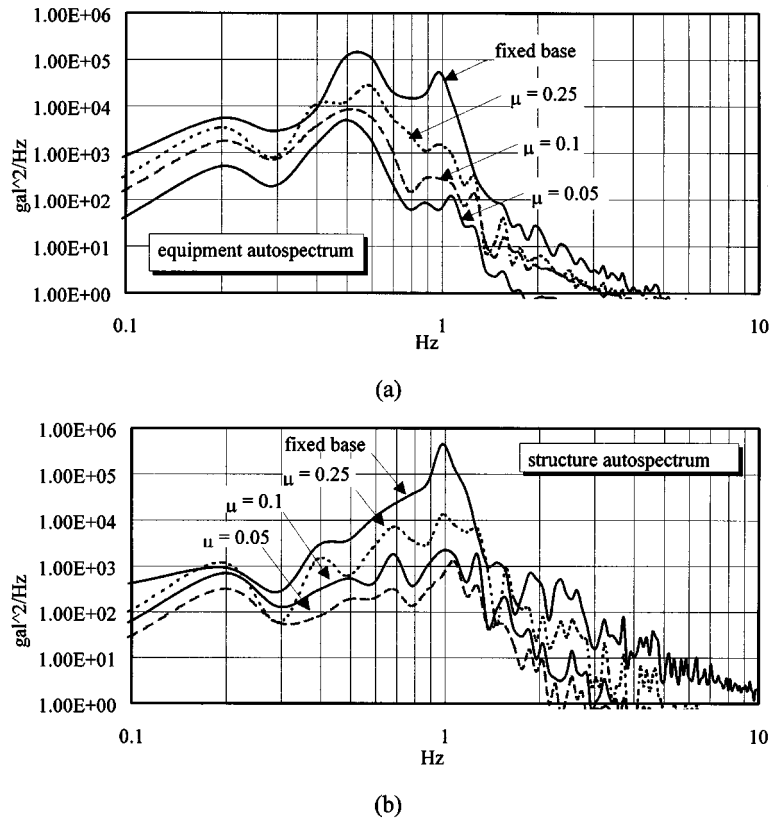 1.00E+06
1.00E+05
1.00E+04
1.00E+03
1.00E+02
1.00E+01
1.00E+00
gal^2/Hz
fixed base
μ = 0.25
μ = 0.1
μ = 0.05
equipment autospectrum
0.1
1
10
Hz
(a)
1.00E+06
1.00E+05
1.00E+04
1.00E+03
1.00E+02
1.00E+01
1.00E+00
gal^2/Hz
fixed base
μ = 0.25
μ = 0.1
μ = 0.05
structure autospectrum
0.1
1
10
Hz
(b)